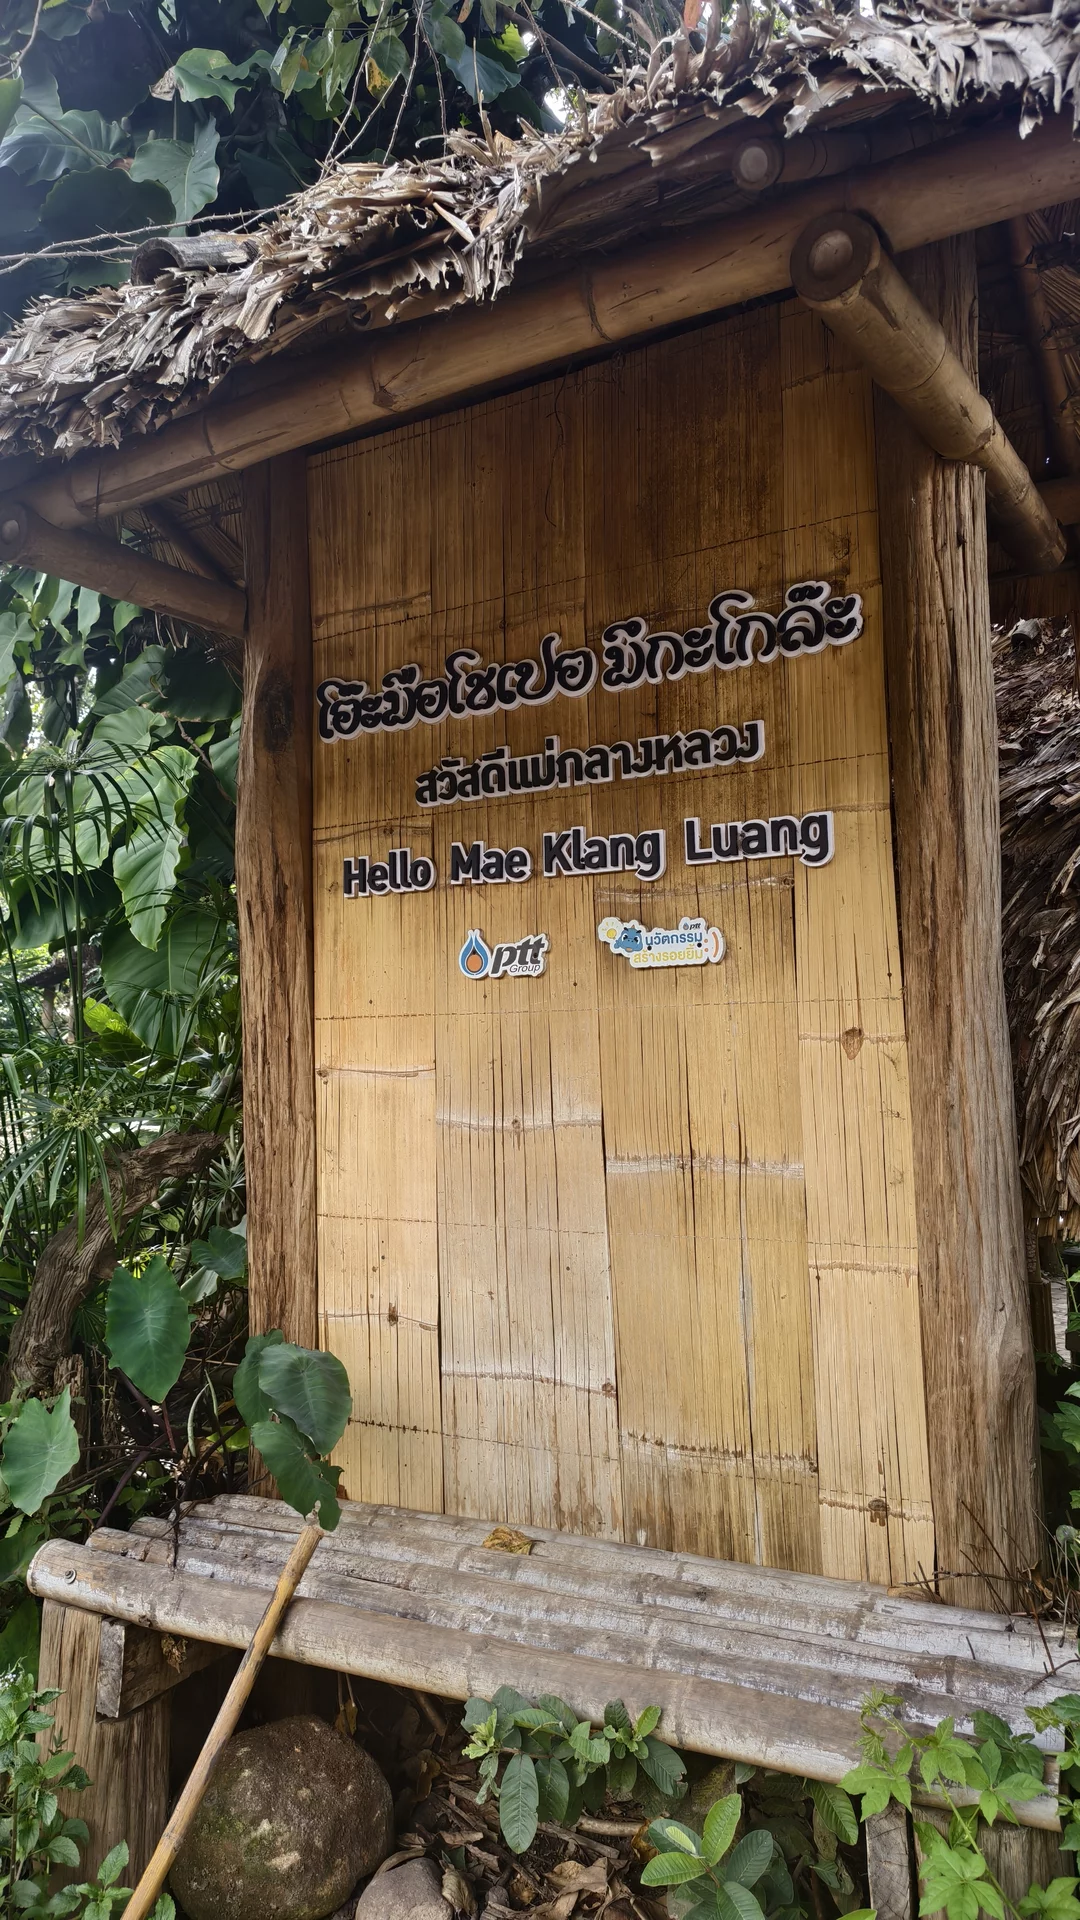 โอ๊ะมือโชเปอ มึกะโกล๊ะ
สวัสดีแม่กลางหลวง
Hello Mae Klang Luang
ptt
Group
ptt
นวัตกรรม
สร้างรอยยิ้ม :)